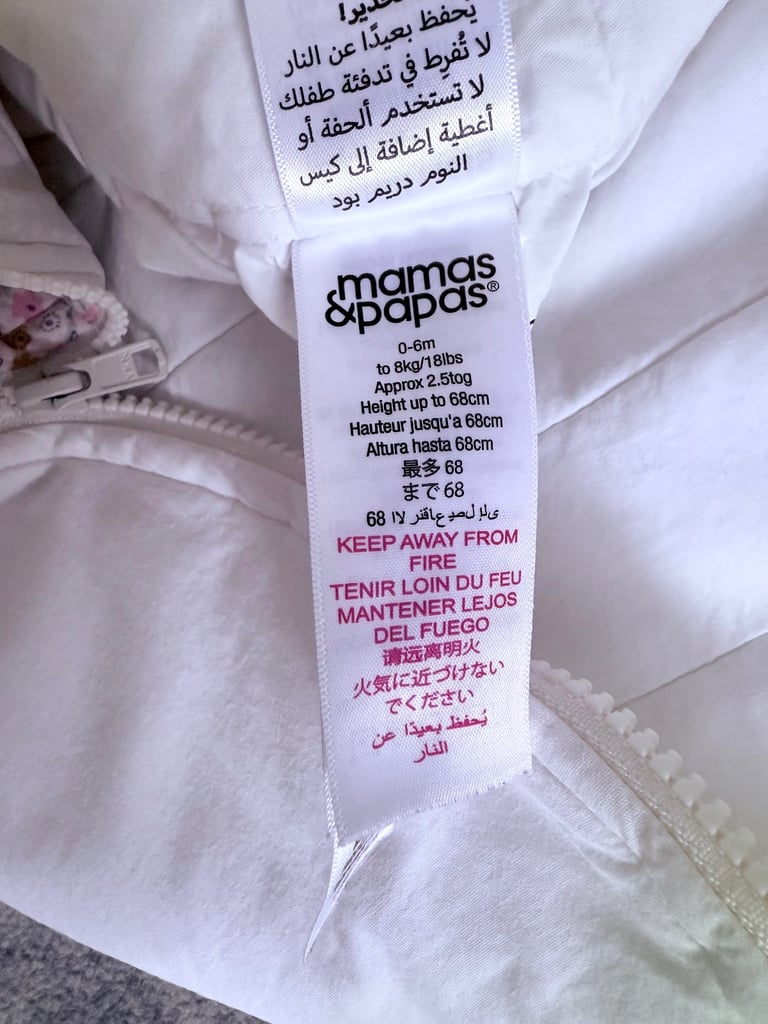 تحذير!
يُحفظ بعيدًا عن النار
لا تُفرِط في تدفئة طفلك
لا تستخدم ألحفة أو
أغطية إضافة إلى كيس
النوم دريم بود
mamas
&papas®
0-6m
to 8kg/18lbs
Approx 2.5tog
Height up to 68cm
Hauteur jusqu'a 68cm
Altura hasta 68cm
最多 68
まで 68
68
KEEP AWAY FROM
FIRE
TENIR LOIN DU FEU
MANTENER LEJOS
DEL FUEGO
请远离明火
火気に近づけない
でください
يُحفظ بعيدًا عن
النار